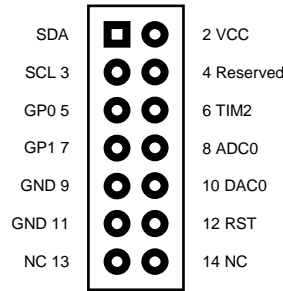 SDA 2 VCC
SCL 3 4 Reserved
GP0 5 6 TIM2
GP1 7 8 ADC0
GND 9 10 DAC0
GND 11 12 RST
NC 13 14 NC